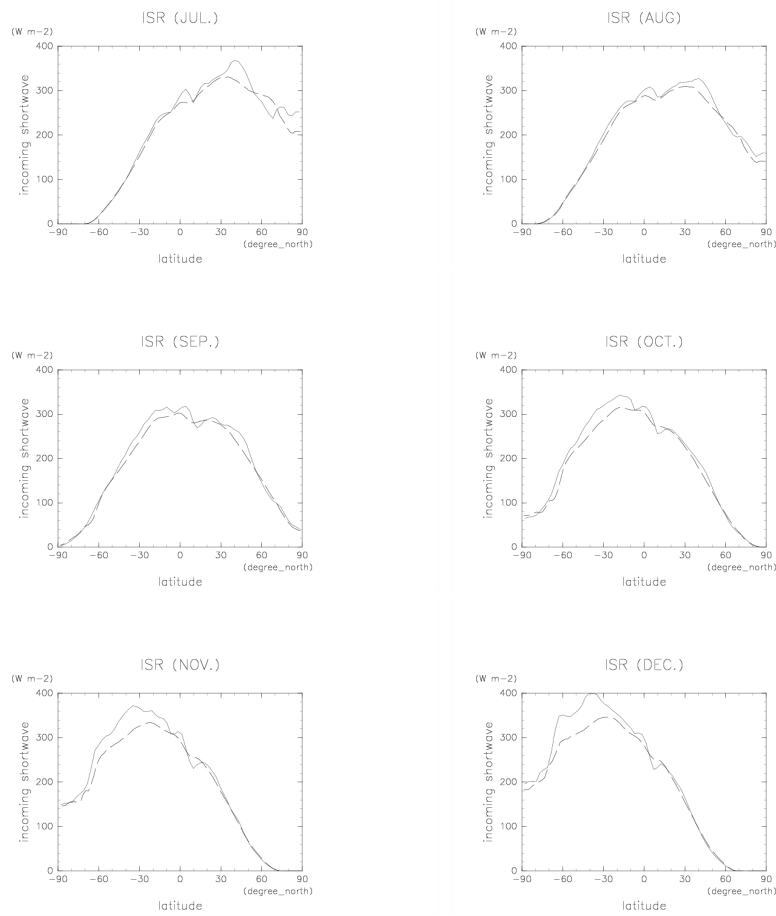 ISR (JUL.)
(W m-2)
incoming shortwave
400
300
200
100
0
−90 −60 −30 0 30 60 90
(degree_north)
latitude
ISR (AUG)
(W m-2)
incoming shortwave
400
300
200
100
0
−90 −60 −30 0 30 60 90
(degree_north)
latitude
ISR (SEP.)
(W m-2)
incoming shortwave
400
300
200
100
0
−90 −60 −30 0 30 60 90
(degree_north)
latitude
ISR (OCT.)
(W m-2)
incoming shortwave
400
300
200
100
0
−90 −60 −30 0 30 60 90
(degree_north)
latitude
ISR (NOV.)
(W m-2)
incoming shortwave
400
300
200
100
0
−90 −60 −30 0 30 60 90
(degree_north)
latitude
ISR (DEC.)
(W m-2)
incoming shortwave
400
300
200
100
0
−90 −60 −30 0 30 60 90
(degree_north)
latitude